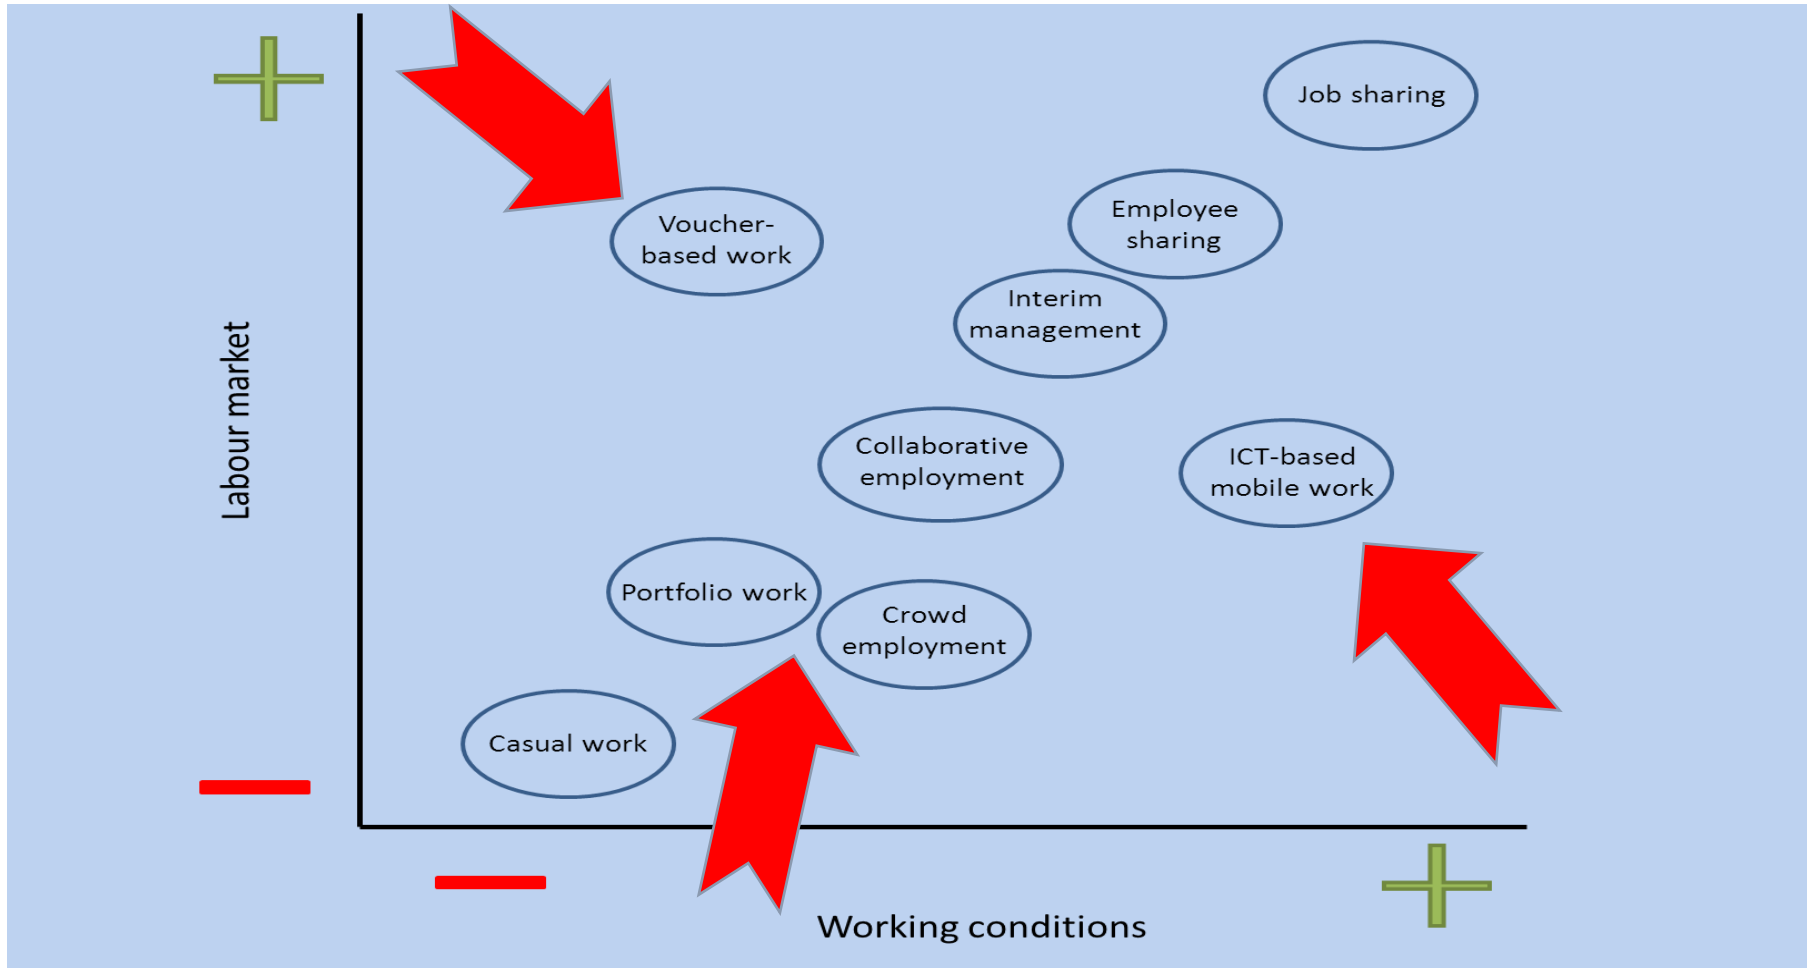 Job sharing
Employee
sharing
Voucher-
based work
Interim
management
Labour market
Collaborative
employment
ICT-based
mobile work
Portfolio work
Crowd
employment
Casual work
Working conditions